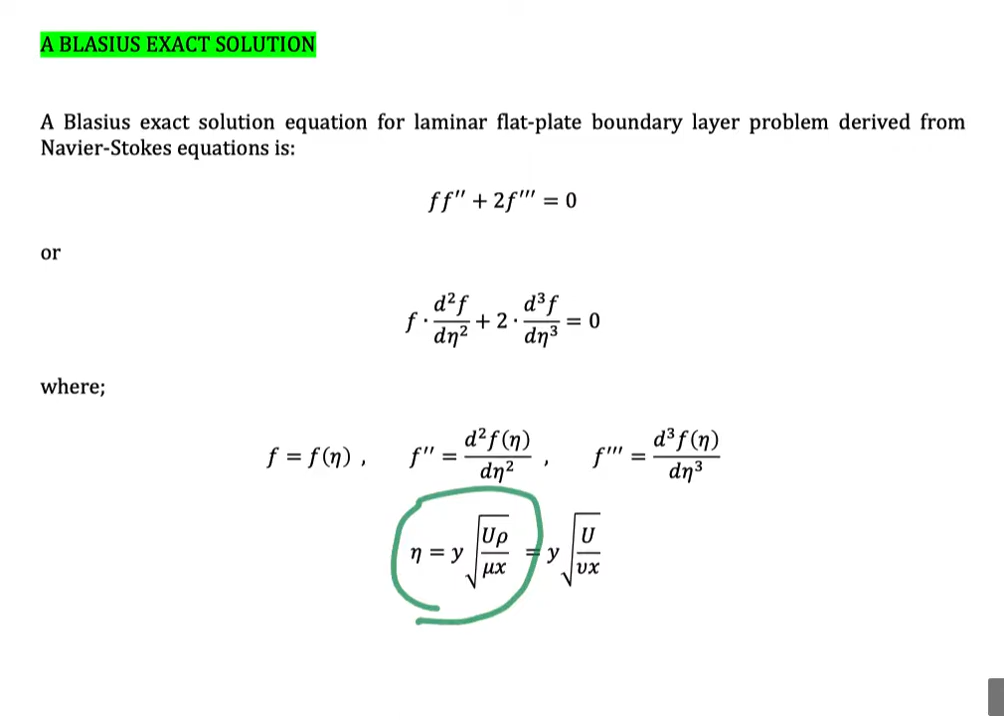 A BLASIUS EXACT SOLUTION
A Blasius exact solution equation for laminar flat-plate boundary layer problem derived from
Navier-Stokes equations is:
ff″ + 2f‴ = 0
or
f · d²f/dη² + 2 · d³f/dη³ = 0
where;
f = f(η) , f″ = d²f(η)/dη² , f‴ = d³f(η)/dη³
η = y √(Uρ/μx) = y √(U/υx)